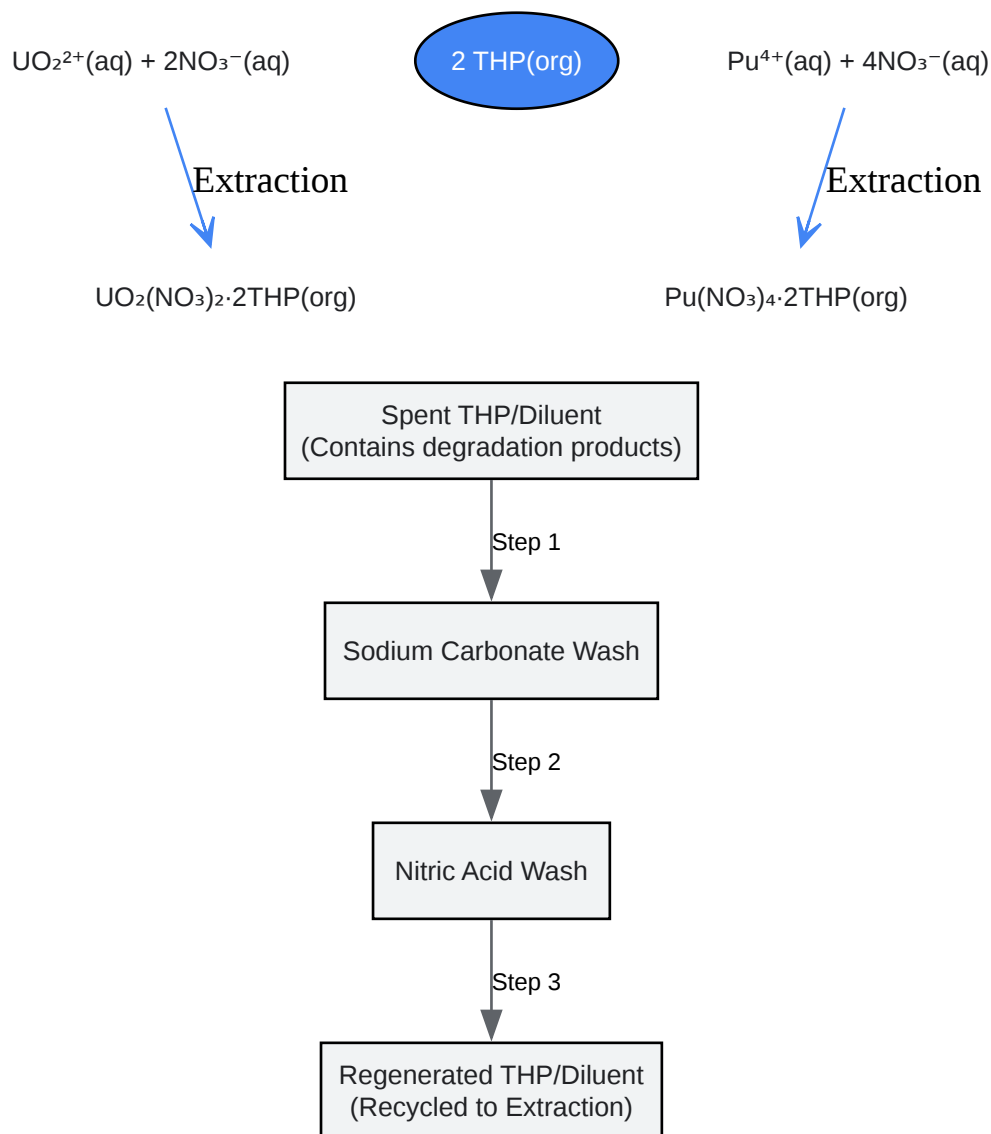 UO₂²⁺(aq) + 2NO₃⁻(aq)
2 THP(org)
Pu⁴⁺(aq) + 4NO₃⁻(aq)
Extraction
Extraction
UO₂(NO₃)₂·2THP(org)
Pu(NO₃)₄·2THP(org)
Spent THP/Diluent
(Contains degradation products)
Step 1
Sodium Carbonate Wash
Step 2
Nitric Acid Wash
Step 3
Regenerated THP/Diluent
(Recycled to Extraction)